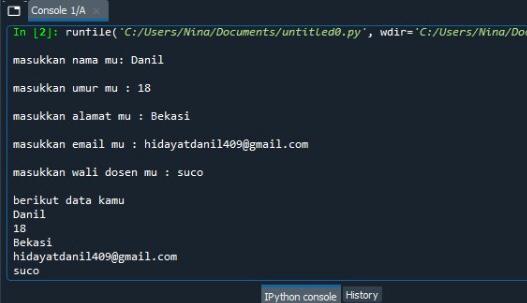 Console 1/A
In [2]: runfile('C:/Users/Nina/Documents/untitled0.py', wdir='C:/Users/Nina/Do
masukkan nama mu: Danil
masukkan umur mu : 18
masukkan alamat mu : Bekasi
masukkan email mu : hidayatdanil409@gmail.com
masukkan wali dosen mu : suco
berikut data kamu
Danil
18
Bekasi
hidayatdanil409@gmail.com
suco
IPython console History